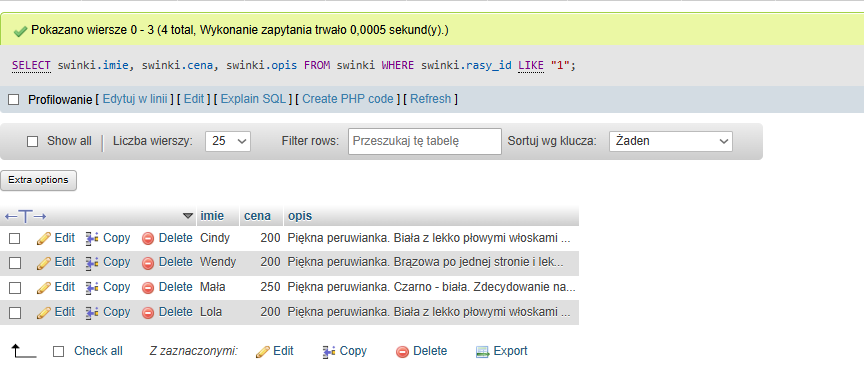 Pokazano wiersze 0 - 3 (4 total, Wykonanie zapytania trwało 0,0005 sekund(y).)
SELECT swinki.imie, swinki.cena, swinki.opis FROM swinki WHERE swinki.rasy_id LIKE "1";
Profilowanie [ Edytuj w linii ] [ Edit ] [ Explain SQL ] [ Create PHP code ] [ Refresh ]
Show all Liczba wierszy: 25 Filter rows: Przeszukaj tę tabelę Sortuj wg klucza: Żaden
Extra options
←T→ imie cena opis
Edit Copy Delete Cindy 200 Piękna peruwianka. Biała z lekko płowymi włoskami ...
Edit Copy Delete Wendy 200 Piękna peruwianka. Brązowa po jednej stronie i lek...
Edit Copy Delete Mała 250 Piękna peruwianka. Czarno - biała. Zdecydowanie na...
Edit Copy Delete Lola 200 Piękna peruwianka. Biała z lekko płowymi włoskami ...
Check all Z zaznaczonymi: Edit Copy Delete Export